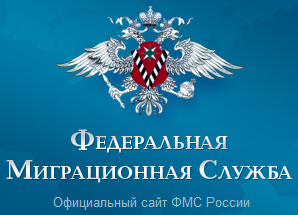 Федеральная
Миграционная Служба
Официальный сайт ФМС России